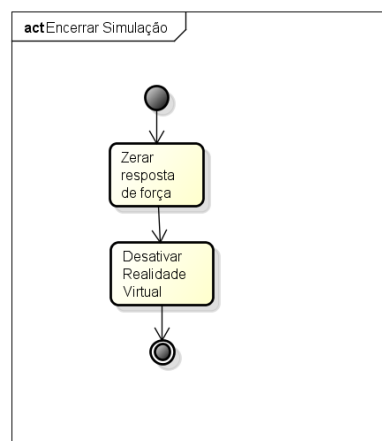 act Encerrar Simulação
Zerar
resposta
de força
Desativar
Realidade
Virtual